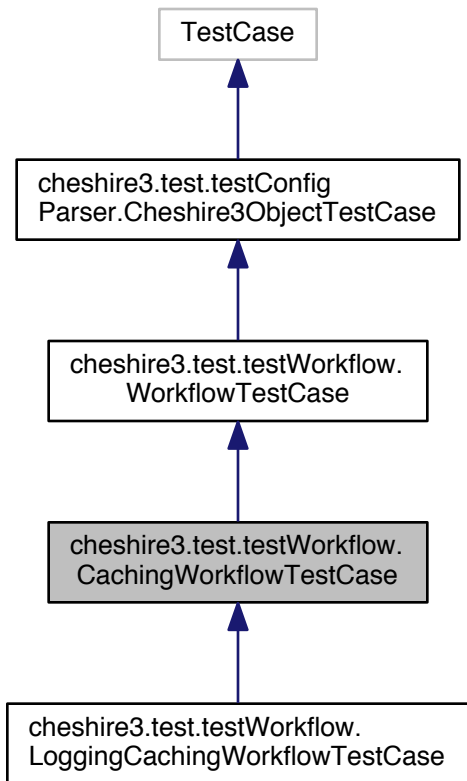 TestCase
cheshire3.test.testConfig
Parser.Cheshire3ObjectTestCase
cheshire3.test.testWorkflow.
WorkflowTestCase
cheshire3.test.testWorkflow.
CachingWorkflowTestCase
cheshire3.test.testWorkflow.
LoggingCachingWorkflowTestCase